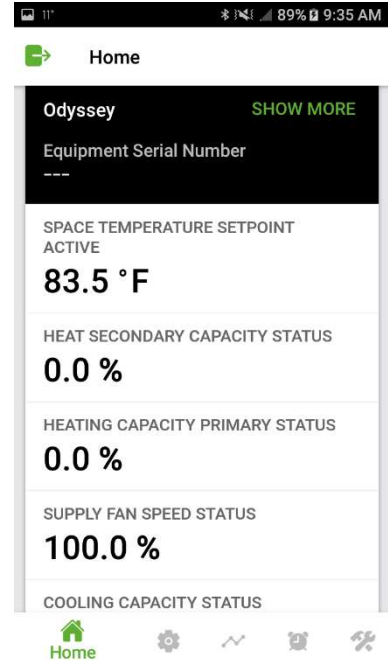 11° 89% 9:35 AM
Home
Odyssey SHOW MORE
Equipment Serial Number
---
SPACE TEMPERATURE SETPOINT
ACTIVE
83.5 °F
HEAT SECONDARY CAPACITY STATUS
0.0 %
HEATING CAPACITY PRIMARY STATUS
0.0 %
SUPPLY FAN SPEED STATUS
100.0 %
COOLING CAPACITY STATUS
Home